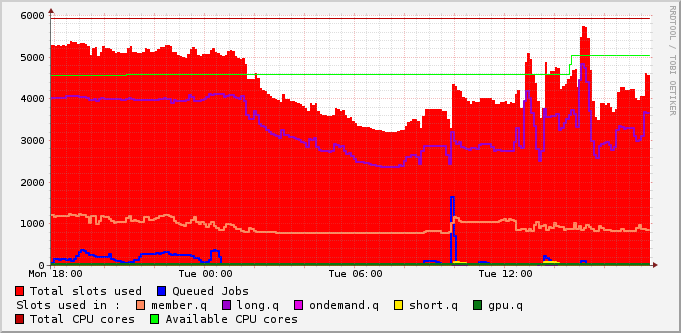 6000
5000
4000
3000
2000
1000
0
Mon 18:00 Tue 00:00 Tue 06:00 Tue 12:00
RRDTOOL / TOBI OETIKER
Total slots used Queued Jobs
Slots used in : member.q long.q ondemand.q short.q gpu.q
Total CPU cores Available CPU cores